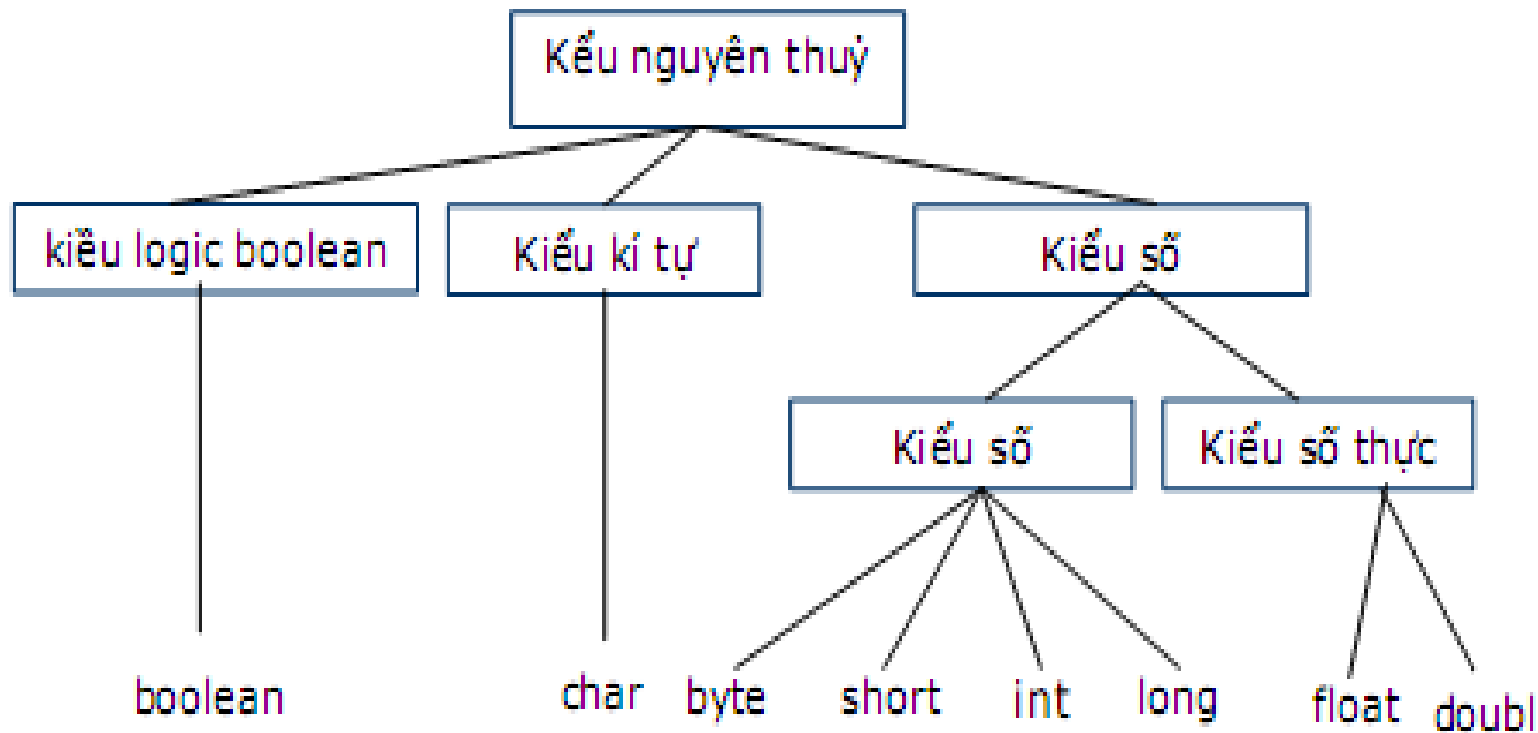 Kểu nguyên thuỷ
kiểu logic boolean
Kiểu kí tự
Kiểu số
Kiểu số
Kiểu số thực
boolean
char
byte
short
int
long
float
doubl